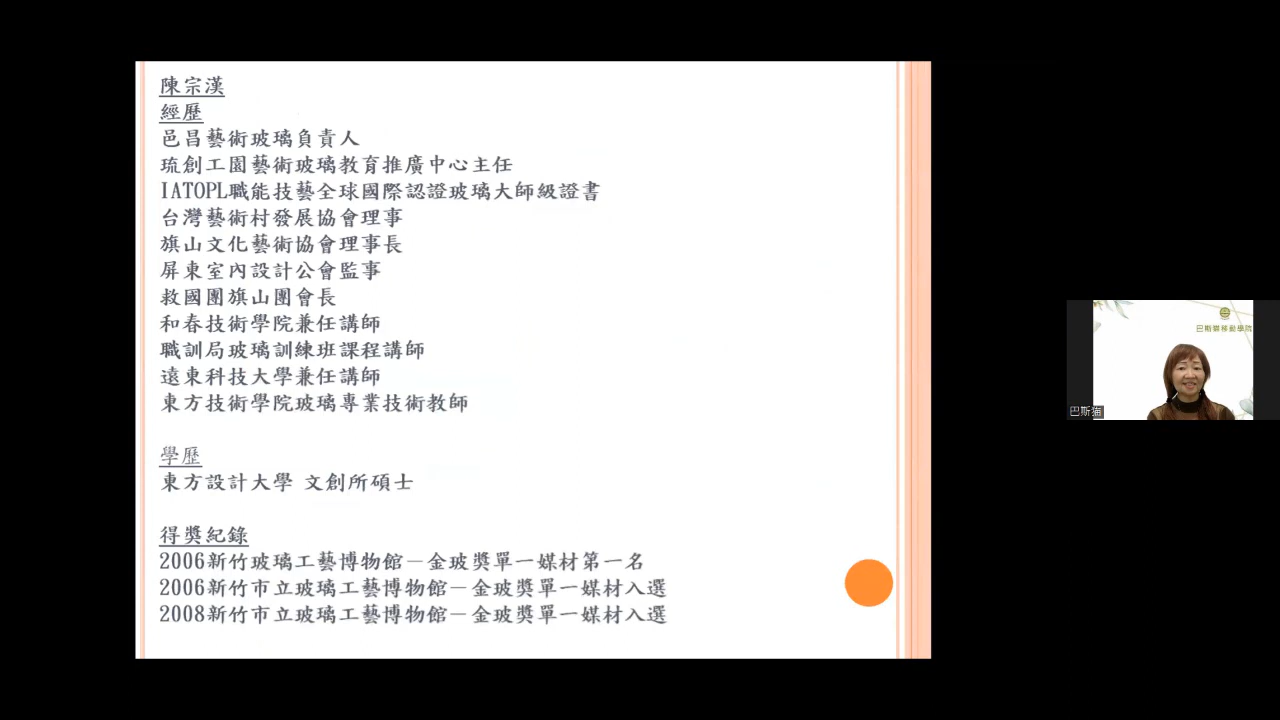 陳宗漢
經歷
邑昌藝術玻璃負責人
琉創工園藝術玻璃教育推廣中心主任
IATOPL職能技藝全球國際認證玻璃大師級證書
台灣藝術村發展協會理事
旗山文化藝術協會理事長
屏東室內設計公會監事
救國團旗山團會長
和春技術學院兼任講師
職訓局玻璃訓練班課程講師
遠東科技大學兼任講師
東方技術學院玻璃專業技術教師
學歷
東方設計大學 文創所碩士
得獎紀錄
2006新竹玻璃工藝博物館－金玻獎單一媒材第一名
2006新竹市立玻璃工藝博物館－金玻獎單一媒材入選
2008新竹市立玻璃工藝博物館－金玻獎單一媒材入選
巴斯貓移動學院
巴斯貓